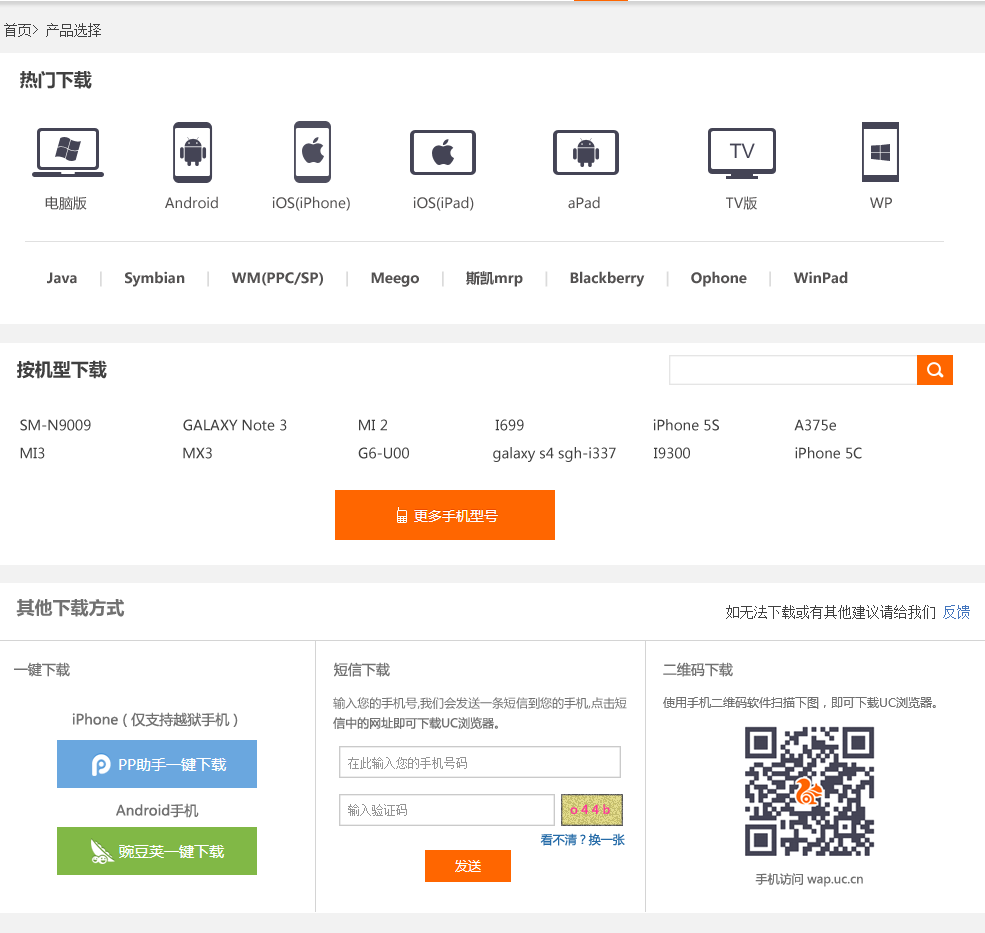 首页> 产品选择
热门下载
TV
电脑版 Android iOS(iPhone) iOS(iPad) aPad TV版 WP
Java | Symbian | WM(PPC/SP) | Meego | 斯凯mrp | Blackberry | Ophone | WinPad
按机型下载
SM-N9009 GALAXY Note 3 MI 2 I699 iPhone 5S A375e
MI3 MX3 G6-U00 galaxy s4 sgh-i337 I9300 iPhone 5C
更多手机型号
其他下载方式
如无法下载或有其他建议请给我们 反馈
一键下载
iPhone ( 仅支持越狱手机 )
PP助手一键下载
Android手机
豌豆荚一键下载
短信下载
输入您的手机号,我们会发送一条短信到您的手机,点击短
信中的网址即可下载UC浏览器。
在此输入您的手机号码
输入验证码
o44b
看不清？换一张
发送
二维码下载
使用手机二维码软件扫描下图，即可下载UC浏览器。
手机访问 wap.uc.cn